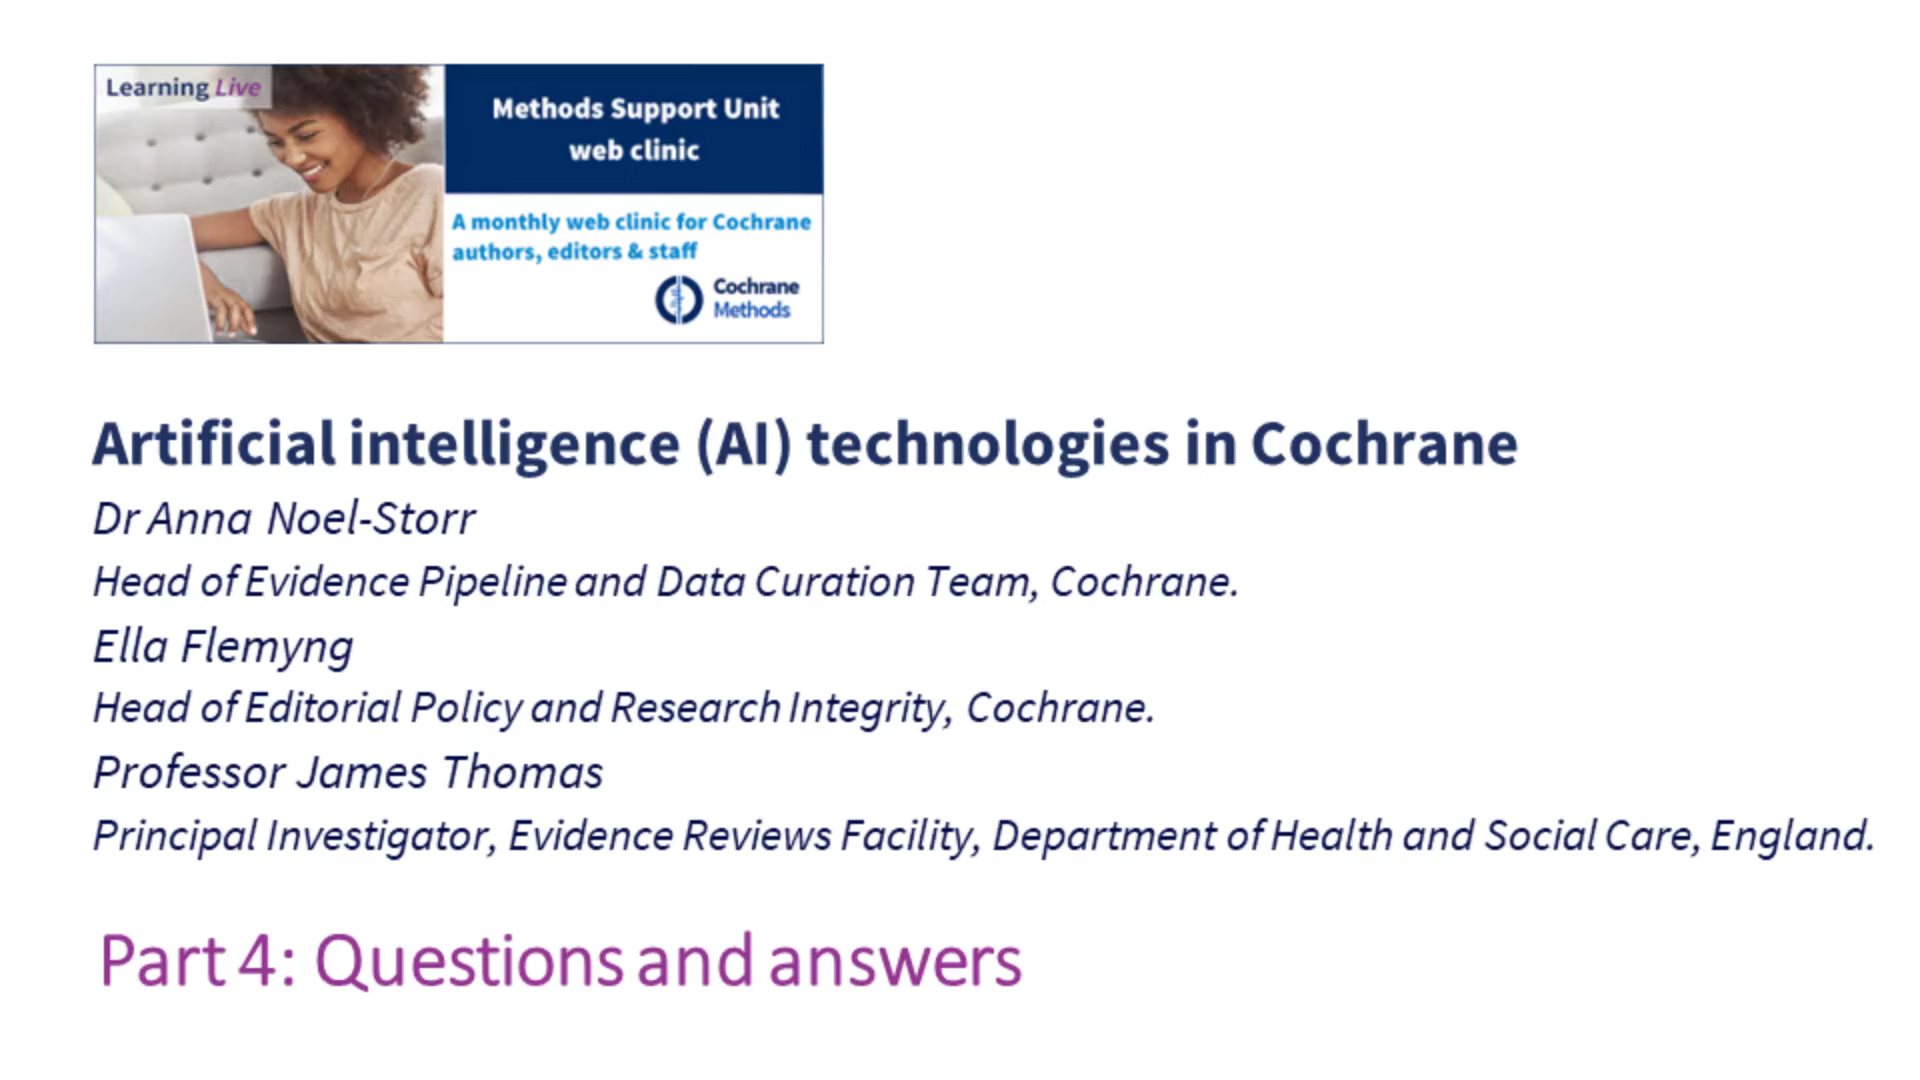 Learning Live
Methods Support Unit
web clinic
A monthly web clinic for Cochrane
authors, editors & staff
Cochrane
Methods
Artificial intelligence (AI) technologies in Cochrane
Dr Anna Noel-Storr
Head of Evidence Pipeline and Data Curation Team, Cochrane.
Ella Flemyng
Head of Editorial Policy and Research Integrity, Cochrane.
Professor James Thomas
Principal Investigator, Evidence Reviews Facility, Department of Health and Social Care, England.
Part 4: Questions and answers